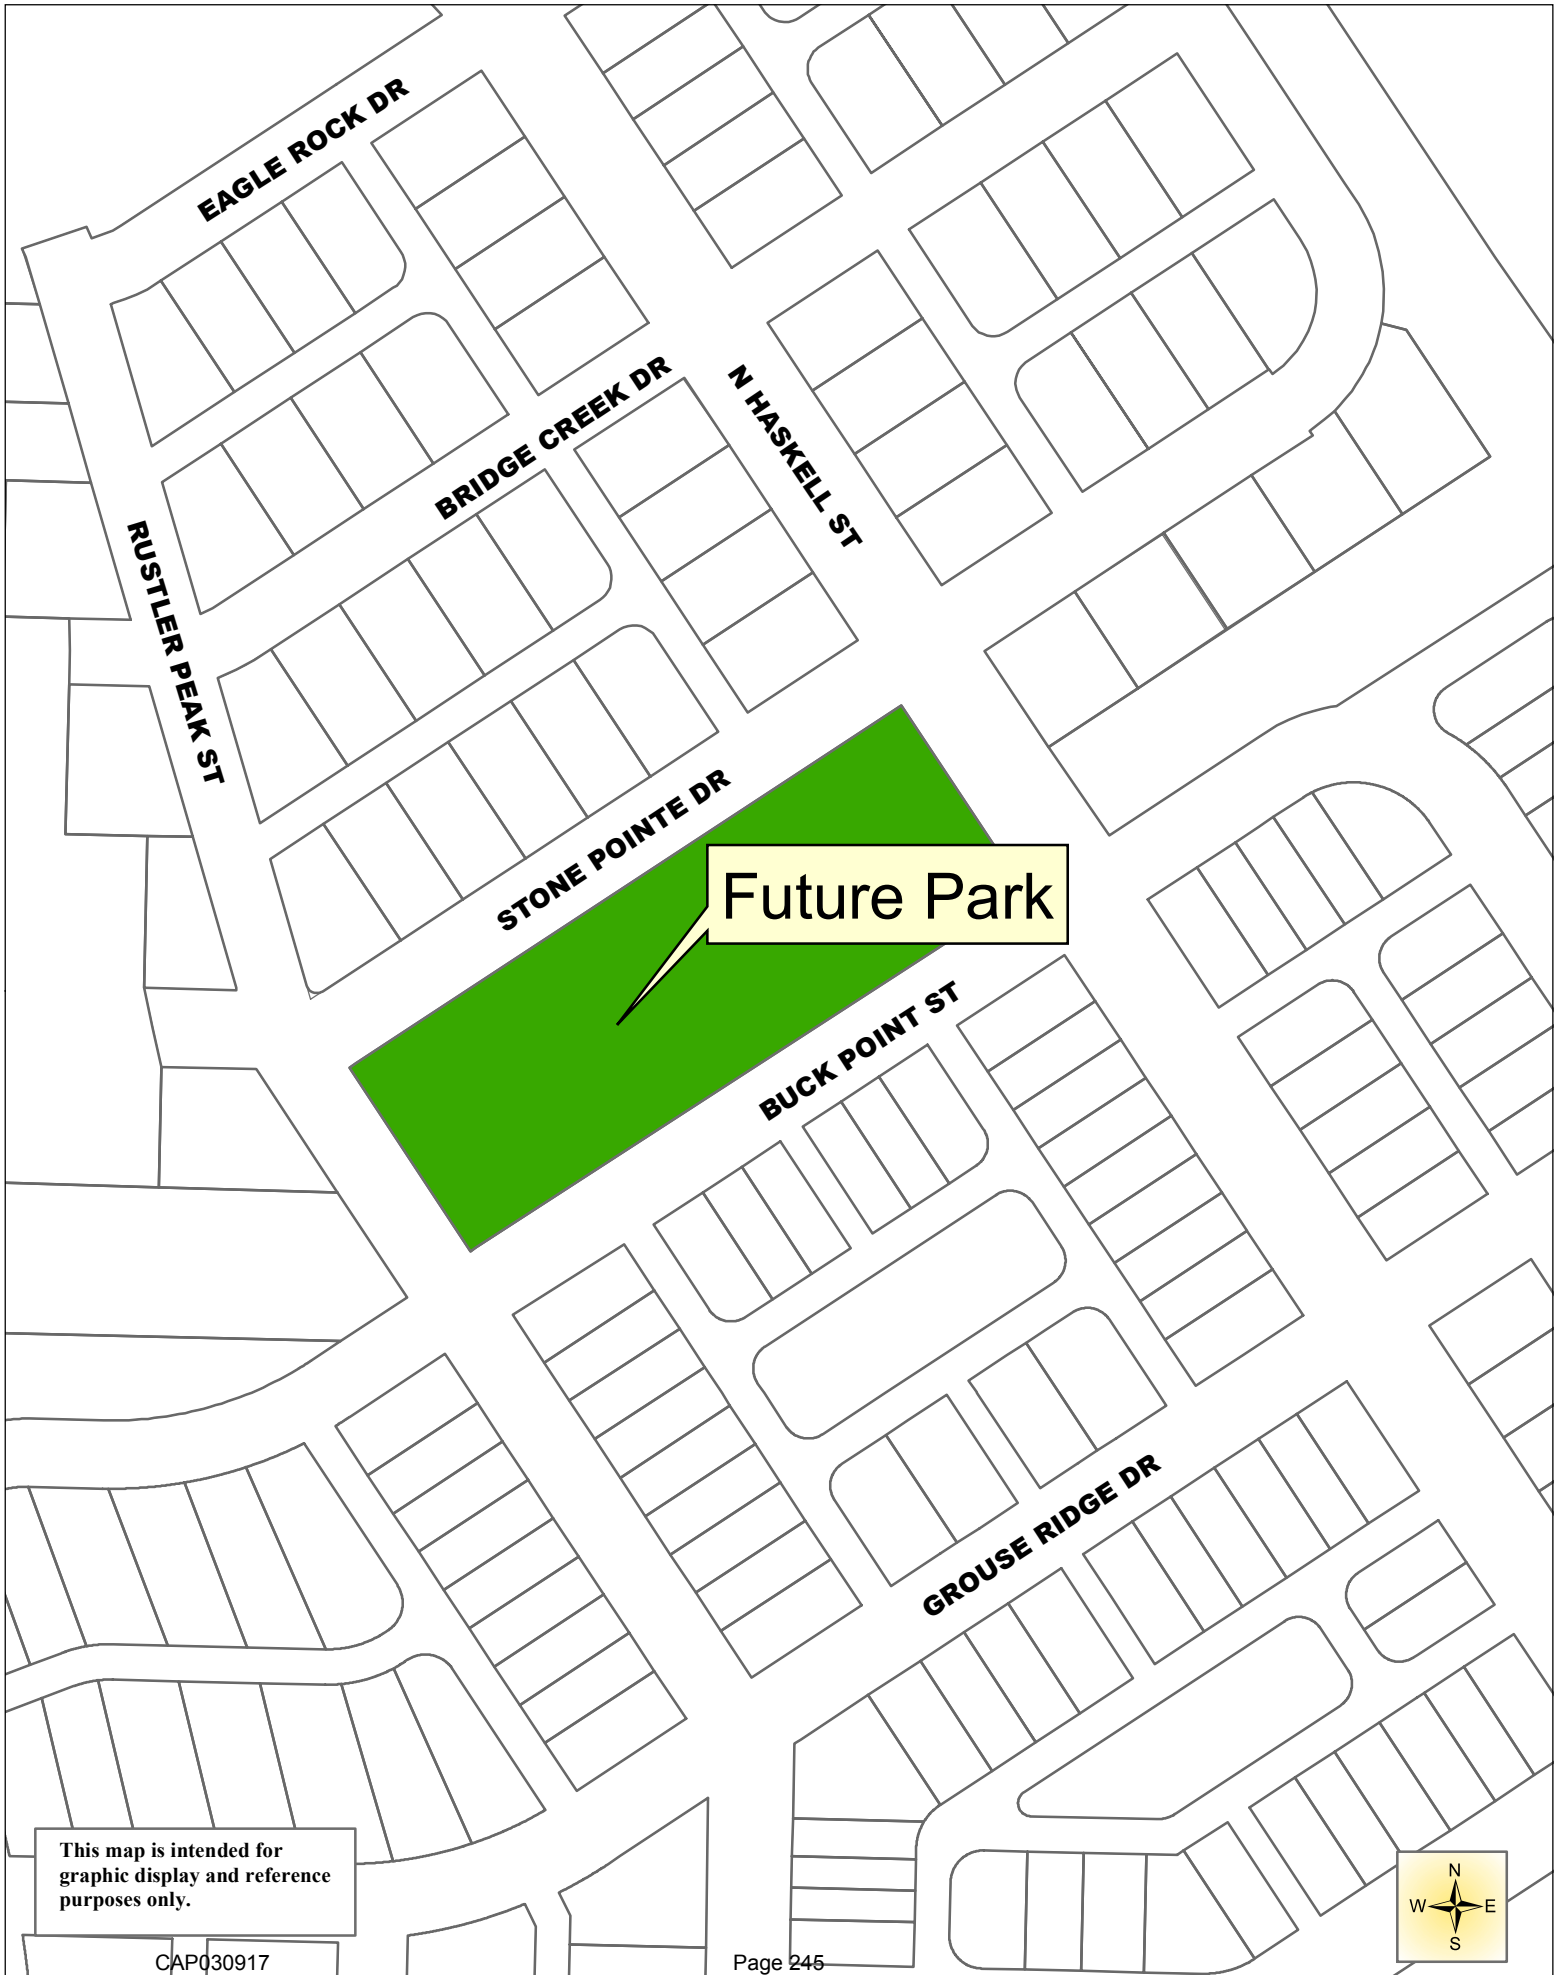 EAGLE ROCK DR
BRIDGE CREEK DR
N HASKELL ST
RUSTLER PEAK ST
STONE POINTE DR
Future Park
BUCK POINT ST
GROUSE RIDGE DR
This map is intended for
graphic display and reference
purposes only.
N
W E
S
CAP030917
Page 245